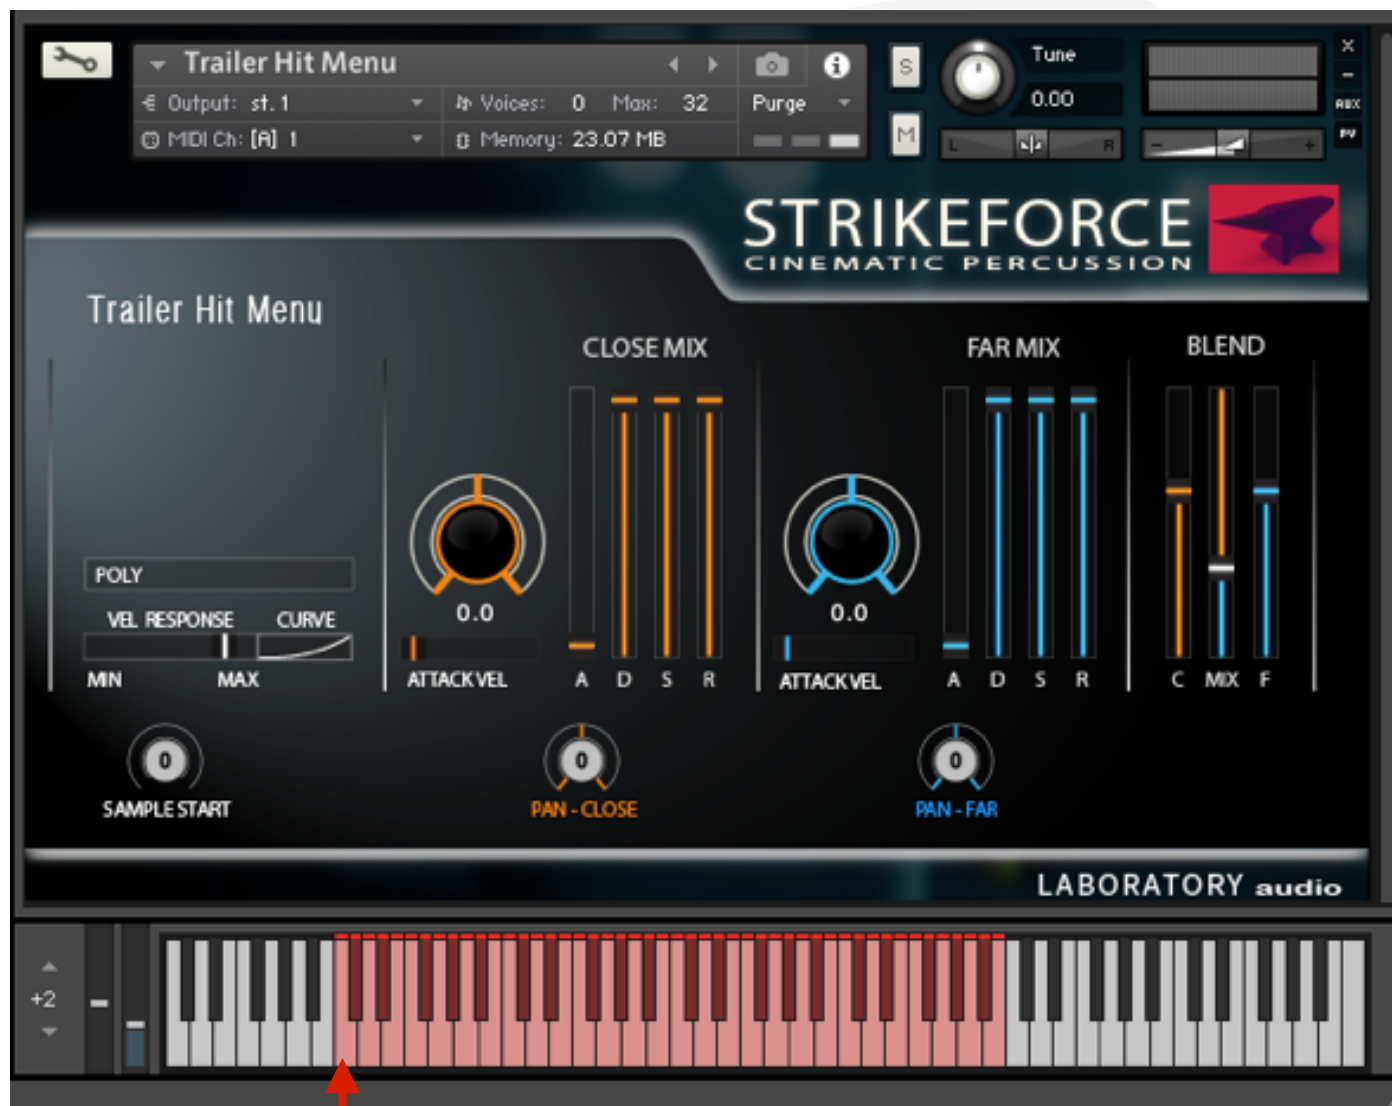 Trailer Hit Menu
S
Tune
X
–
Output: st. 1
Voices: 0 Max: 32
Purge
0.00
AUX
MIDI Ch: [A] 1
Memory: 23.07 MB
M
L R
– +
PV
STRIKEFORCE
CINEMATIC PERCUSSION
Trailer Hit Menu
CLOSE MIX
FAR MIX
BLEND
POLY
VEL RESPONSE CURVE
0.0
0.0
MIN MAX
ATTACK VEL
A D S R
ATTACK VEL
A D S R
C MIX F
0
0
0
SAMPLE START
PAN - CLOSE
PAN - FAR
LABORATORY audio
+2